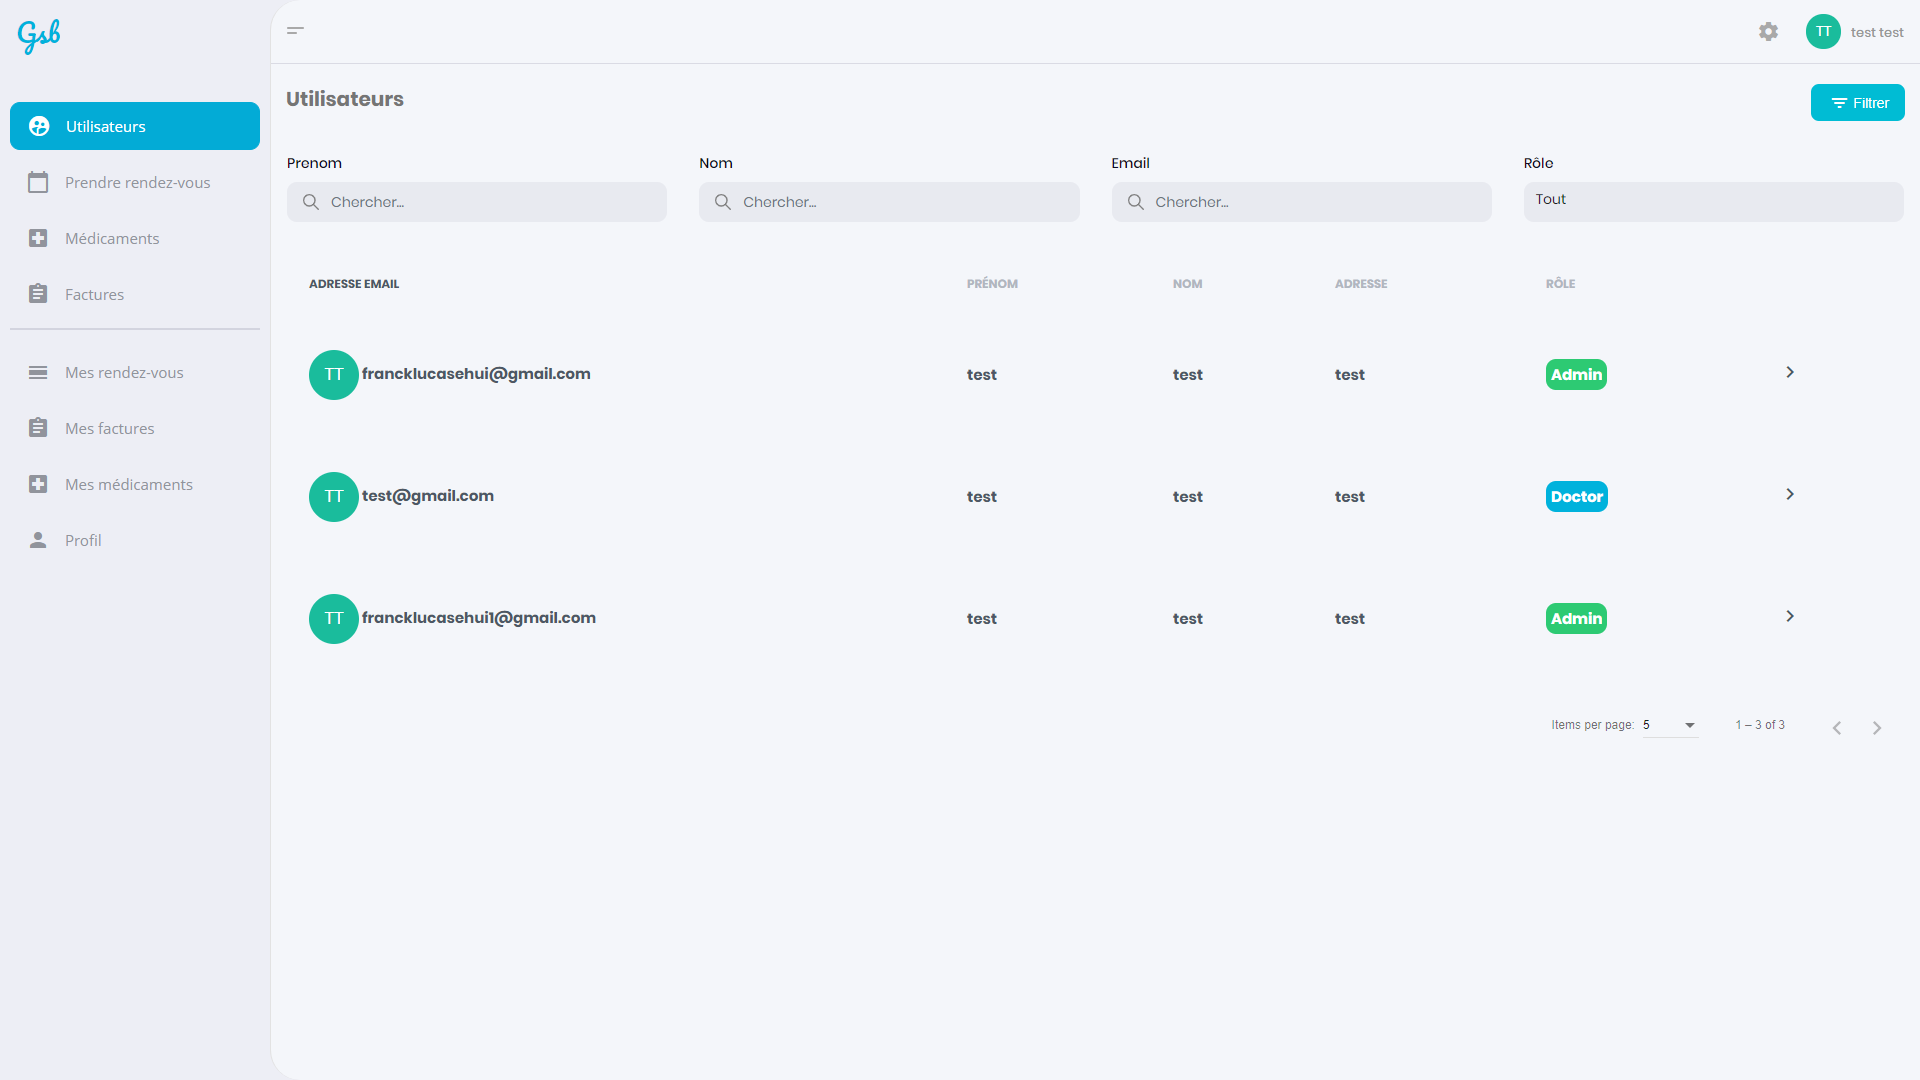 Gsb
TT test test
Utilisateurs
Prendre rendez-vous
Médicaments
Factures
Mes rendez-vous
Mes factures
Mes médicaments
Profil
Utilisateurs
Filtrer
Prenom Nom Email Rôle
Chercher... Chercher... Chercher... Tout
ADRESSE EMAIL PRÉNOM NOM ADRESSE RÔLE
TT francklucasehui@gmail.com test test test Admin
TT test@gmail.com test test test Doctor
TT francklucasehui1@gmail.com test test test Admin
Items per page: 5 1 – 3 of 3